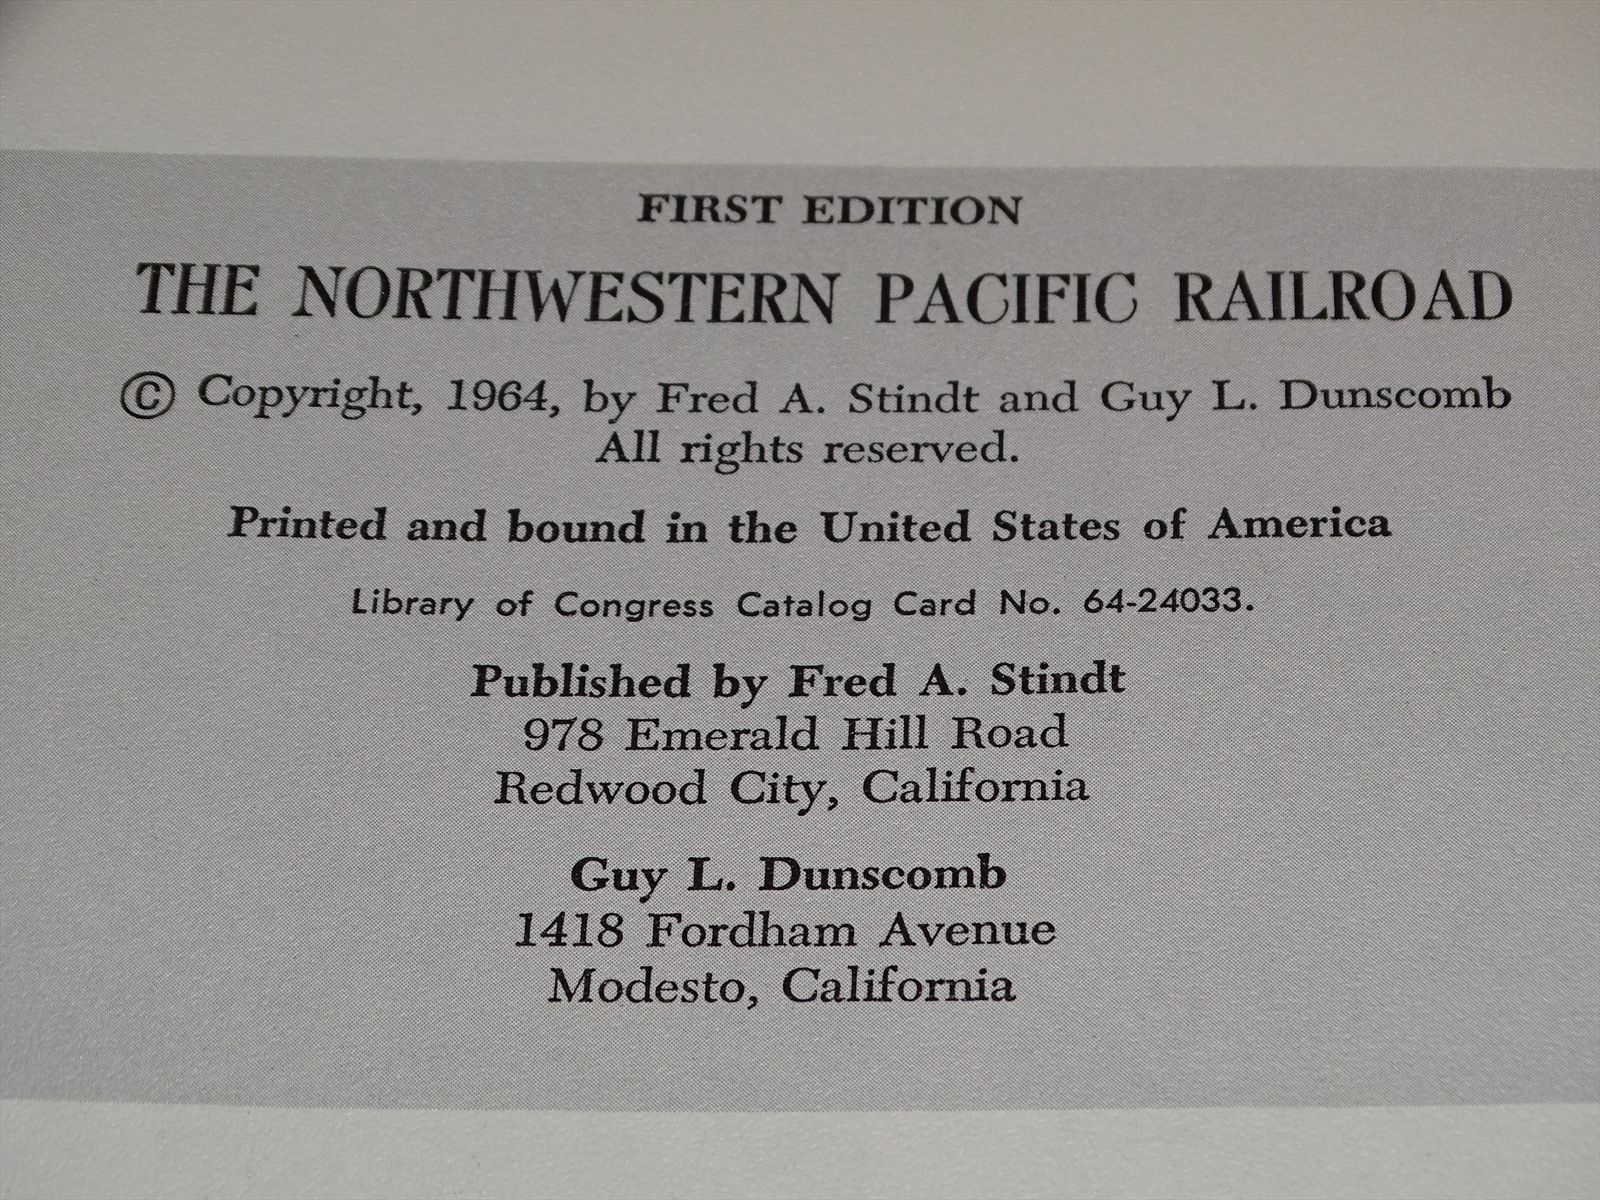 FIRST EDITION
THE NORTHWESTERN PACIFIC RAILROAD
© Copyright, 1964, by Fred A. Stindt and Guy L. Dunscomb
All rights reserved.
Printed and bound in the United States of America
Library of Congress Catalog Card No. 64-24033.
Published by Fred A. Stindt
978 Emerald Hill Road
Redwood City, California
Guy L. Dunscomb
1418 Fordham Avenue
Modesto, California